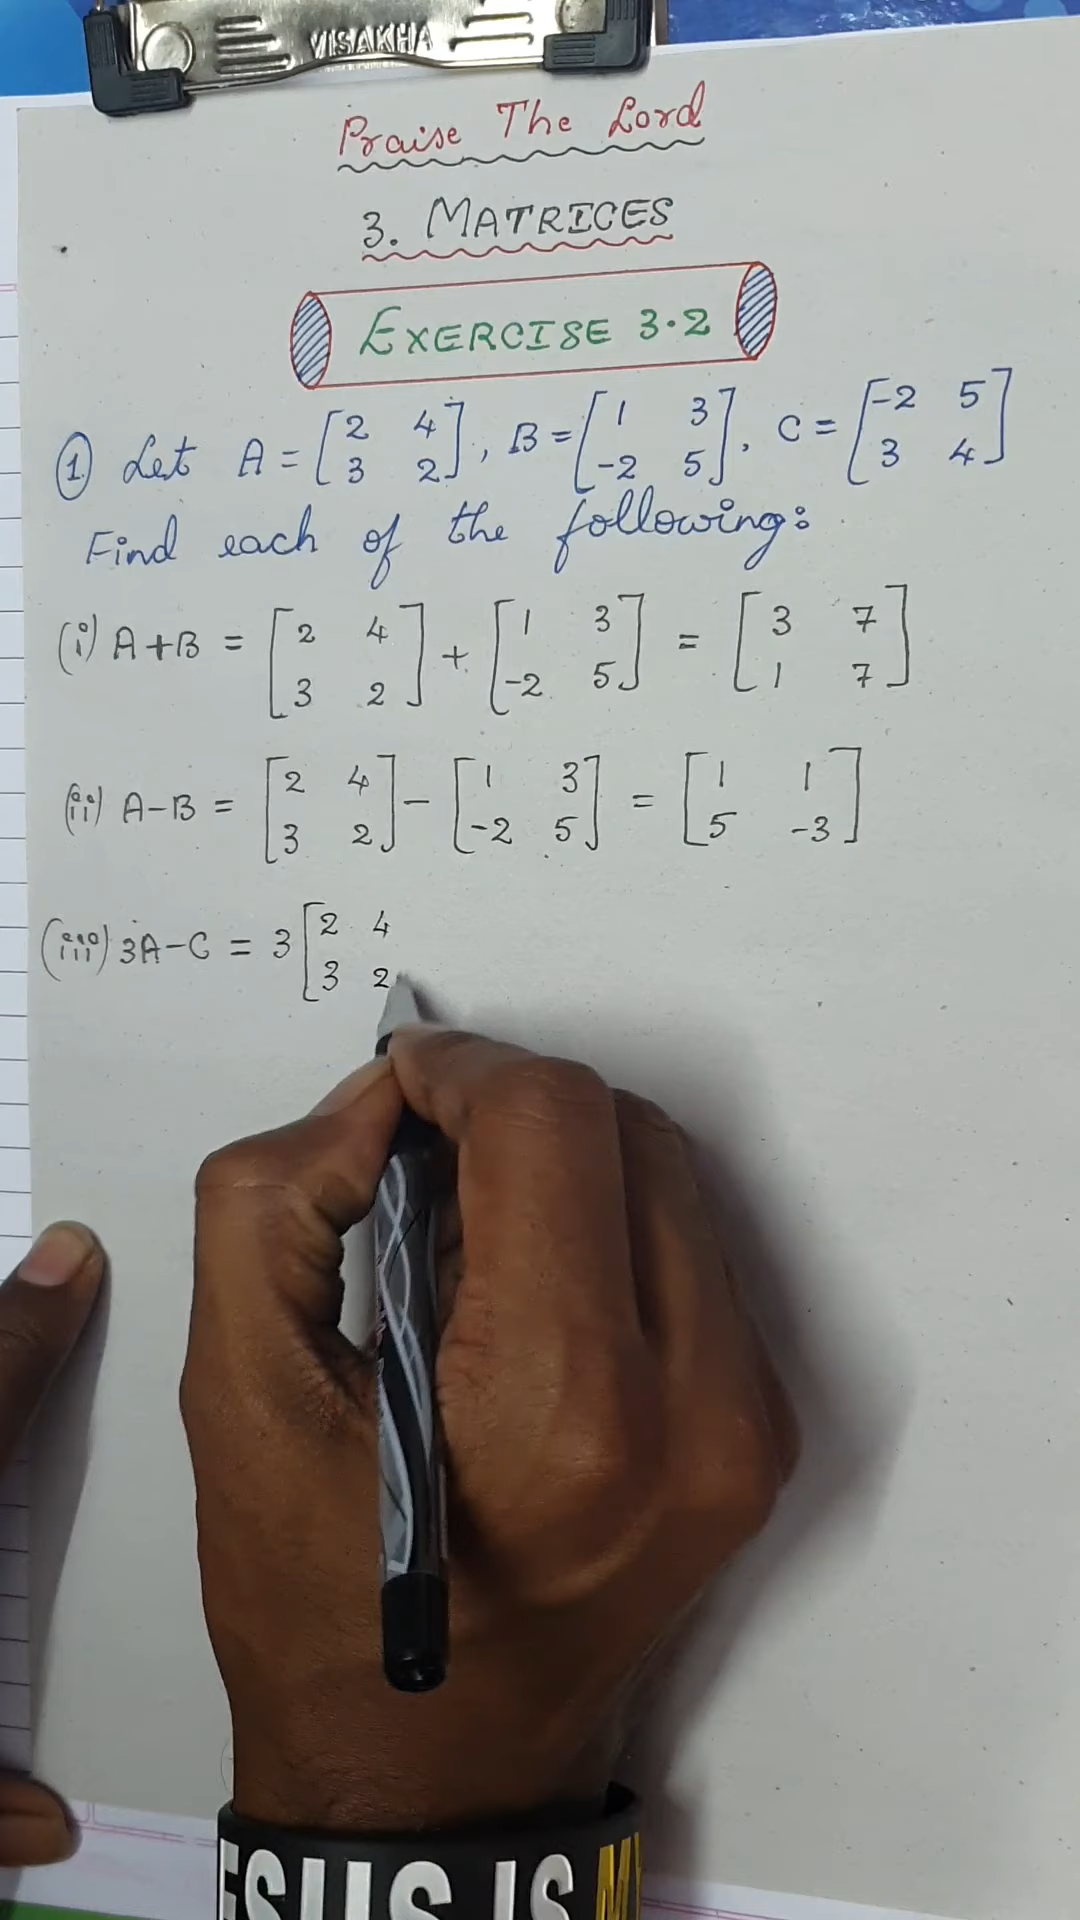 VISAKHA
Praise The Lord
3. MATRICES
EXERCISE 3.2
① Let A = [2 4 3 2], B = [1 3 -2 5], C = [-2 5 3 4]
Find each of the following:
(i) A+B = [2 4 3 2] + [1 3 -2 5] = [3 7 1 7]
(ii) A-B = [2 4 3 2] - [1 3 -2 5] = [1 1 5 -3]
(iii) 3A-C = 3[2 4 3 2
ESUS IS